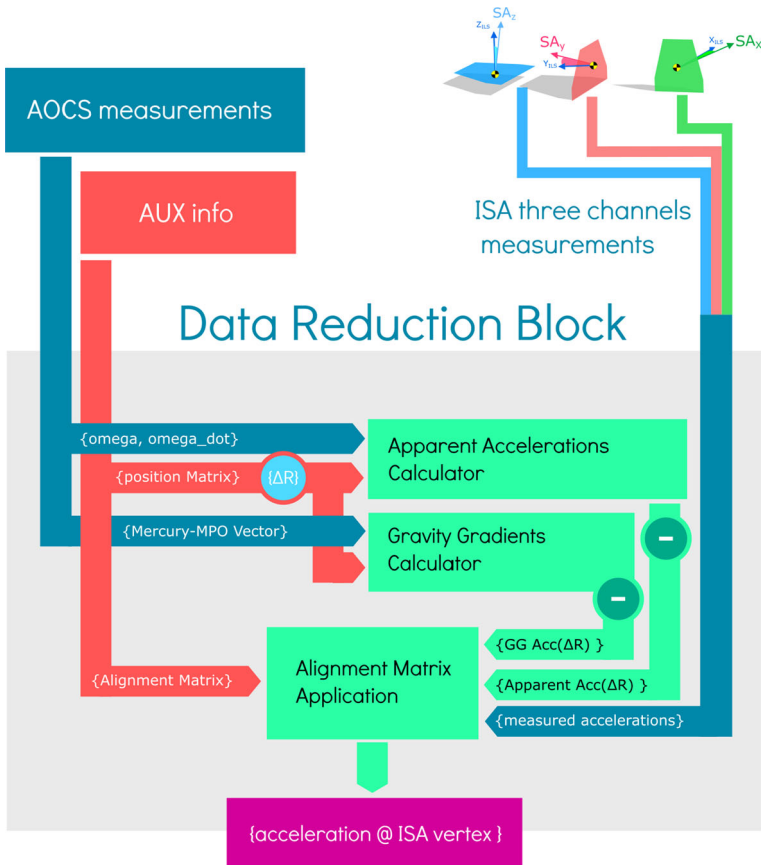 Z_ILS
SA_z
SA_y
Y_ILS
X_ILS
SA_x
AOCS measurements
AUX info
ISA three channels
measurements
Data Reduction Block
{omega, omega_dot}
Apparent Accelerations
Calculator
{position Matrix}
{ΔR}
{Mercury-MPO Vector}
Gravity Gradients
Calculator
{GG Acc(ΔR) }
Alignment Matrix
Application
{Alignment Matrix}
{Apparent Acc(ΔR) }
{measured accelerations}
{acceleration @ ISA vertex }